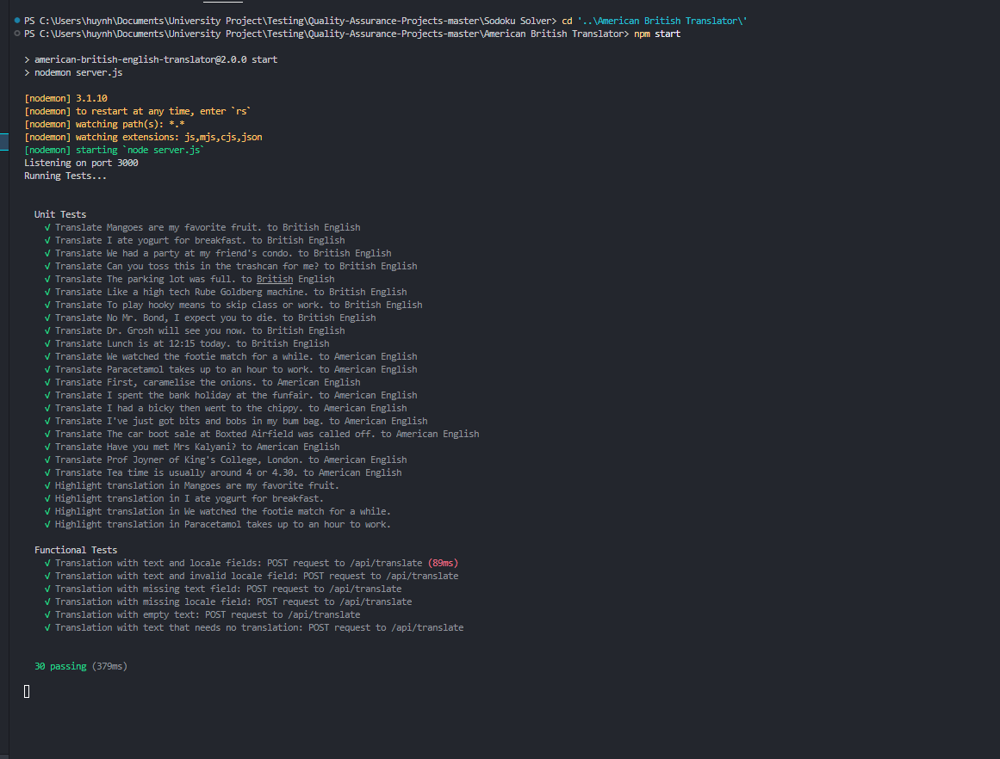 PS C:\Users\huynh\Documents\University Project\Testing\Quality-Assurance-Projects-master\Sodoku Solver> cd '..\American British Translator\'
PS C:\Users\huynh\Documents\University Project\Testing\Quality-Assurance-Projects-master\American British Translator> npm start
> american-british-english-translator@2.0.0 start
> nodemon server.js
[nodemon] 3.1.10
[nodemon] to restart at any time, enter `rs`
[nodemon] watching path(s): *.*
[nodemon] watching extensions: js,mjs,cjs,json
[nodemon] starting `node server.js`
Listening on port 3000
Running Tests...
Unit Tests
√ Translate Mangoes are my favorite fruit. to British English
√ Translate I ate yogurt for breakfast. to British English
√ Translate We had a party at my friend's condo. to British English
√ Translate Can you toss this in the trashcan for me? to British English
√ Translate The parking lot was full. to British English
√ Translate Like a high tech Rube Goldberg machine. to British English
√ Translate To play hooky means to skip class or work. to British English
√ Translate No Mr. Bond, I expect you to die. to British English
√ Translate Dr. Grosh will see you now. to British English
√ Translate Lunch is at 12:15 today. to British English
√ Translate We watched the footie match for a while. to American English
√ Translate Paracetamol takes up to an hour to work. to American English
√ Translate First, caramelise the onions. to American English
√ Translate I spent the bank holiday at the funfair. to American English
√ Translate I had a bicky then went to the chippy. to American English
√ Translate I've just got bits and bobs in my bum bag. to American English
√ Translate The car boot sale at Boxted Airfield was called off. to American English
√ Translate Have you met Mrs Kalyani? to American English
√ Translate Prof Joyner of King's College, London. to American English
√ Translate Tea time is usually around 4 or 4.30. to American English
√ Highlight translation in Mangoes are my favorite fruit.
√ Highlight translation in I ate yogurt for breakfast.
√ Highlight translation in We watched the footie match for a while.
√ Highlight translation in Paracetamol takes up to an hour to work.
Functional Tests
√ Translation with text and locale fields: POST request to /api/translate (89ms)
√ Translation with text and invalid locale field: POST request to /api/translate
√ Translation with missing text field: POST request to /api/translate
√ Translation with missing locale field: POST request to /api/translate
√ Translation with empty text: POST request to /api/translate
√ Translation with text that needs no translation: POST request to /api/translate
30 passing (379ms)